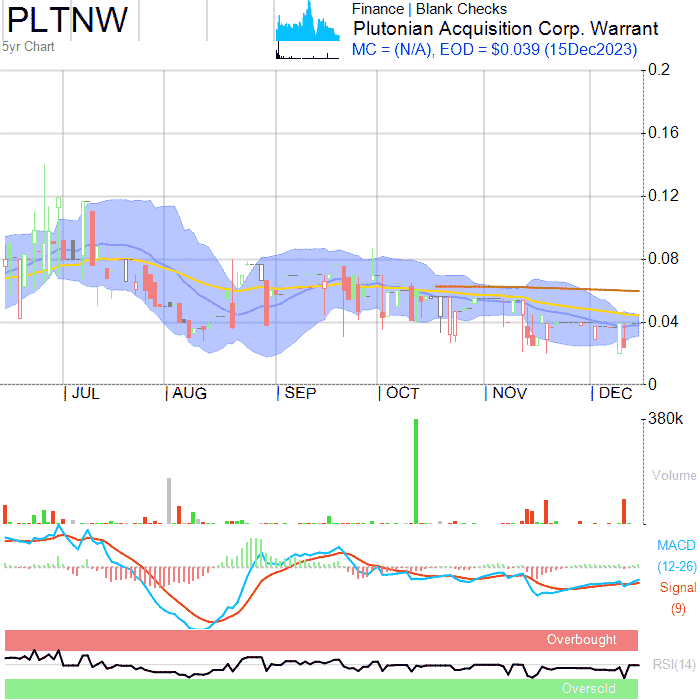 PLTNW
5yr Chart
Finance | Blank Checks
Plutonian Acquisition Corp. Warrant
MC = (N/A), EOD = $0.039 (15Dec2023)
0.2
0.16
0.12
0.08
0.04
0
JUL
AUG
SEP
OCT
NOV
DEC
380k
Volume
MACD
(12-26)
Signal
(9)
Overbought
RSI(14)
Oversold